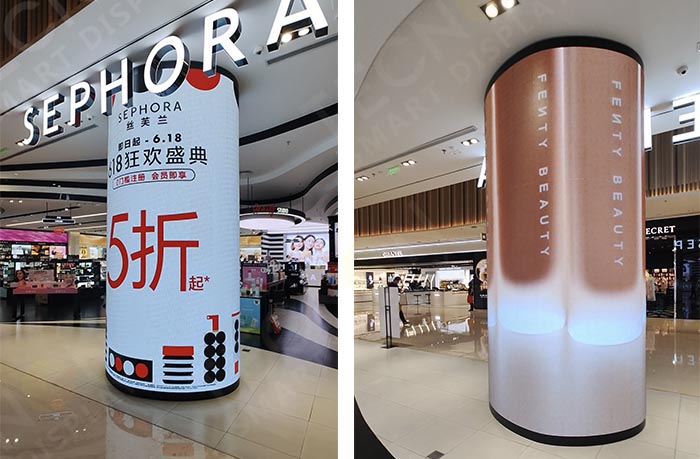 SEPHORA
SEPHORA
丝芙兰
即日起 - 6.18
618狂欢盛典
会员即享
5折
起*
FENTY BEAUTY
FENTY BEAUTY
SECRET